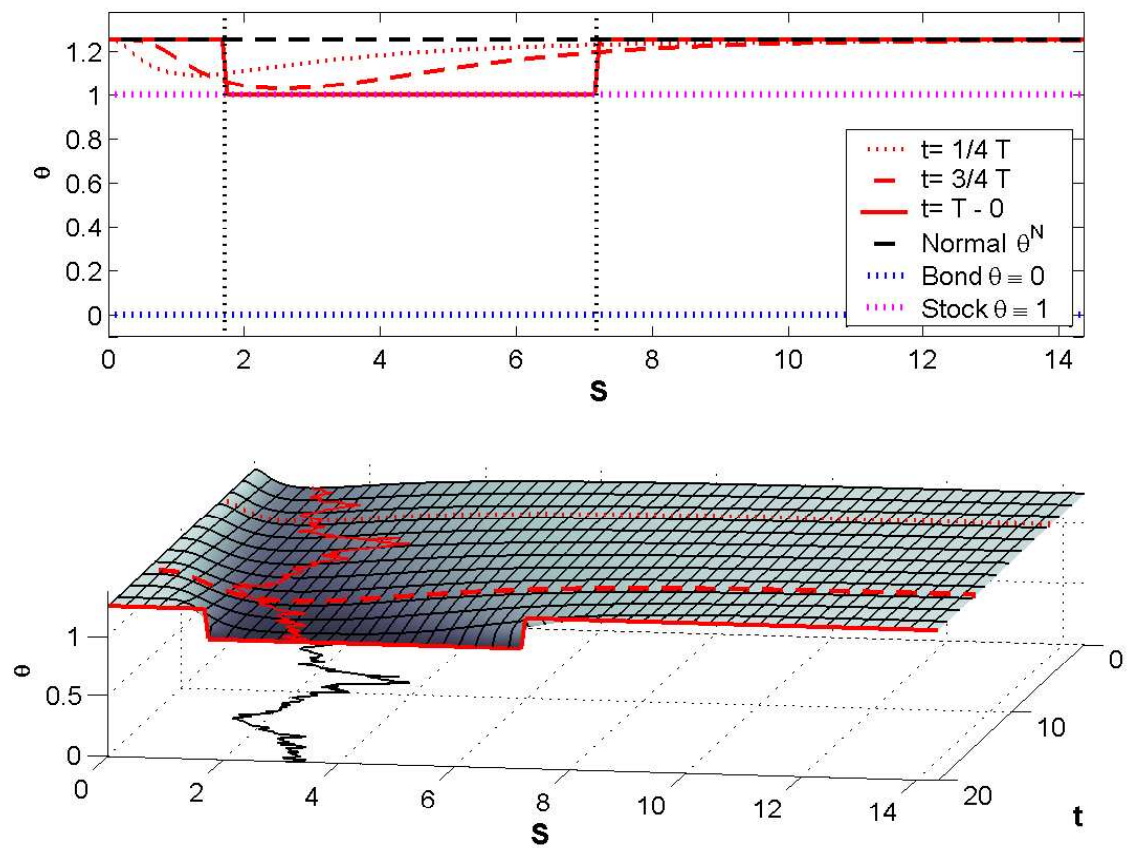 1.2
1
0.8
0.6
0.4
0.2
0
θ
t= 1/4 T
t= 3/4 T
t= T - 0
Normal θᴺ
Bond θ ≡ 0
Stock θ ≡ 1
0 2 4 6 8 10 12 14
S
1
0.5
0
θ
0 2 4 6 8 10 12 14
S
0
10
20
t